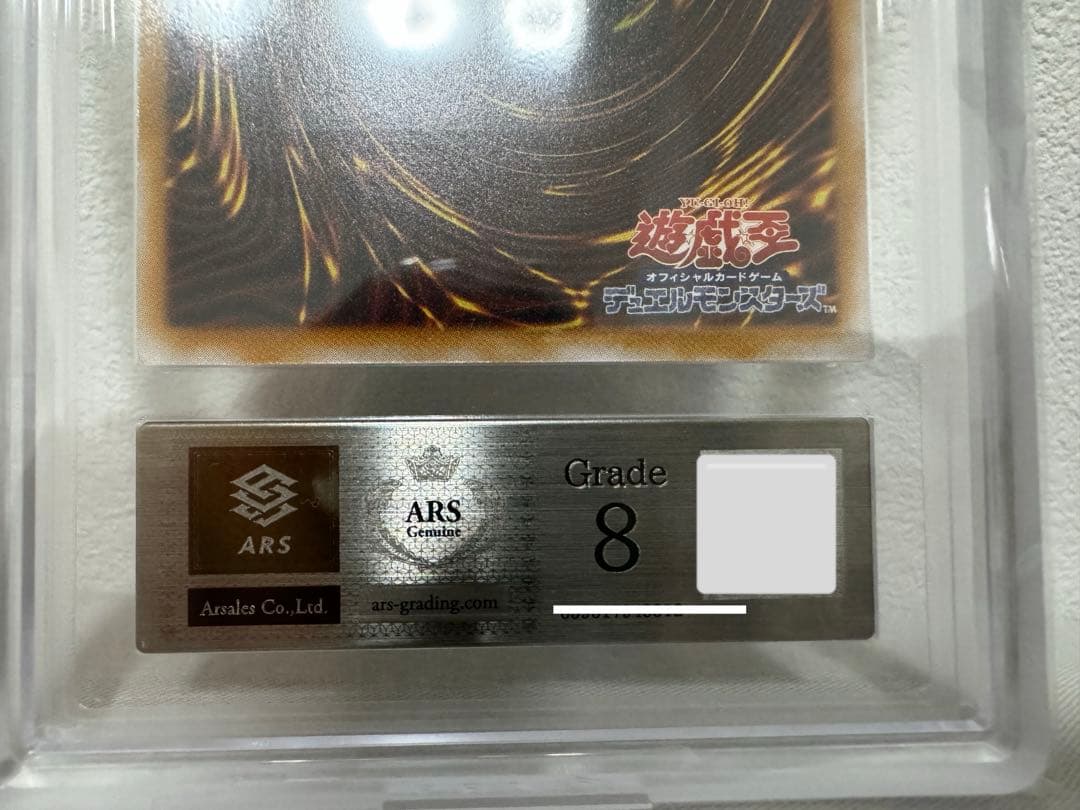 YU-GI-OH!
遊戯王
オフィシャルカードゲーム
デュエルモンスターズ™
ARS
Arsales Co.,Ltd.
ARS
Genuine
ars-grading.com
Grade
8